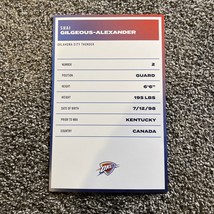 SHAI
GILGEOUS-ALEXANDER
OKLAHOMA CITY THUNDER
NUMBER 2
POSITION GUARD
HEIGHT 6'6"
WEIGHT 195 LBS
DATE OF BIRTH 7/12/98
PRIOR TO NBA KENTUCKY
COUNTRY CANADA
OKC